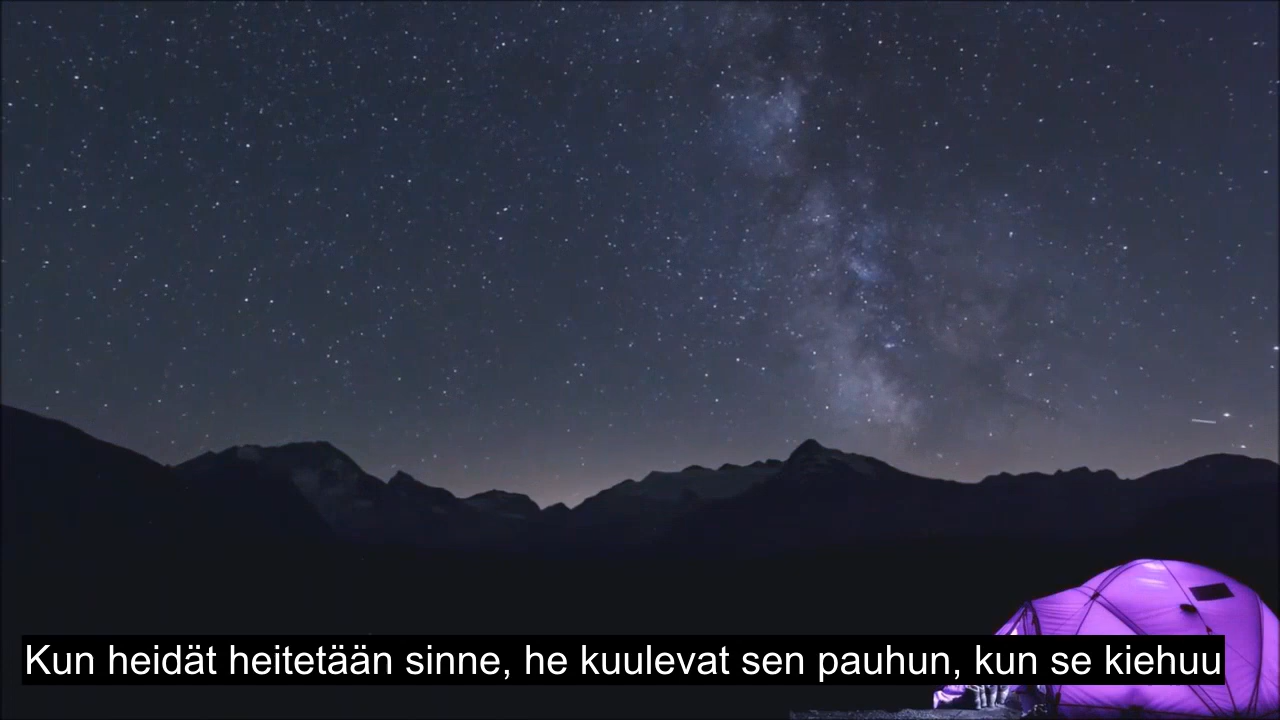 Kun heidät heitetään sinne, he kuulevat sen pauhun, kun se kiehuu